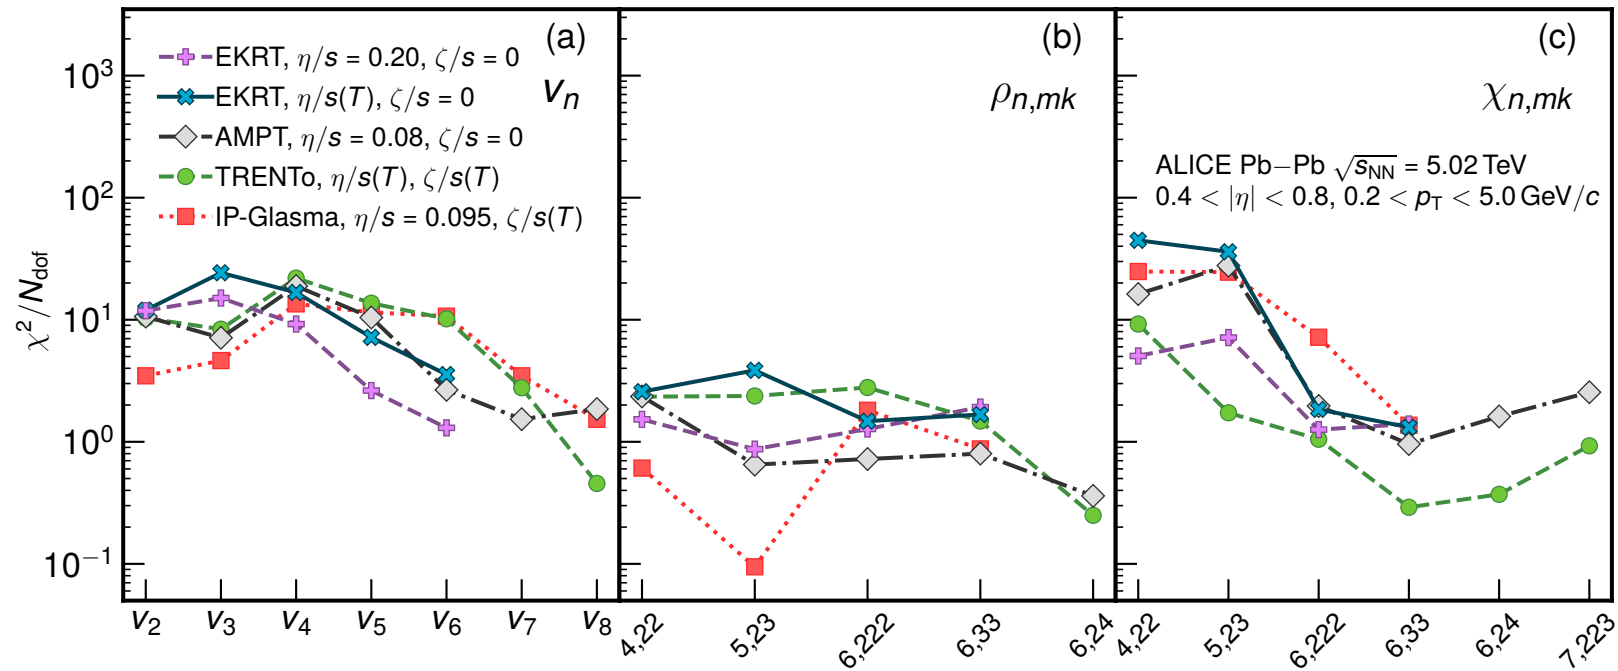 (a)
(b)
(c)
EKRT, η/s = 0.20, ζ/s = 0
EKRT, η/s(T), ζ/s = 0
AMPT, η/s = 0.08, ζ/s = 0
TRENTo, η/s(T), ζ/s(T)
IP-Glasma, η/s = 0.095, ζ/s(T)
vₙ
ρn,mk
χn,mk
ALICE Pb−Pb √sNN = 5.02 TeV
0.4 < |η| < 0.8, 0.2 < pT < 5.0 GeV/c
χ²/Ndof
10³
10²
10¹
10⁰
10⁻¹
v₂ v₃ v₄ v₅ v₆ v₇ v₈
4,22 5,23 6,222 6,33 6,24
4,22 5,23 6,222 6,33 6,24 7,223